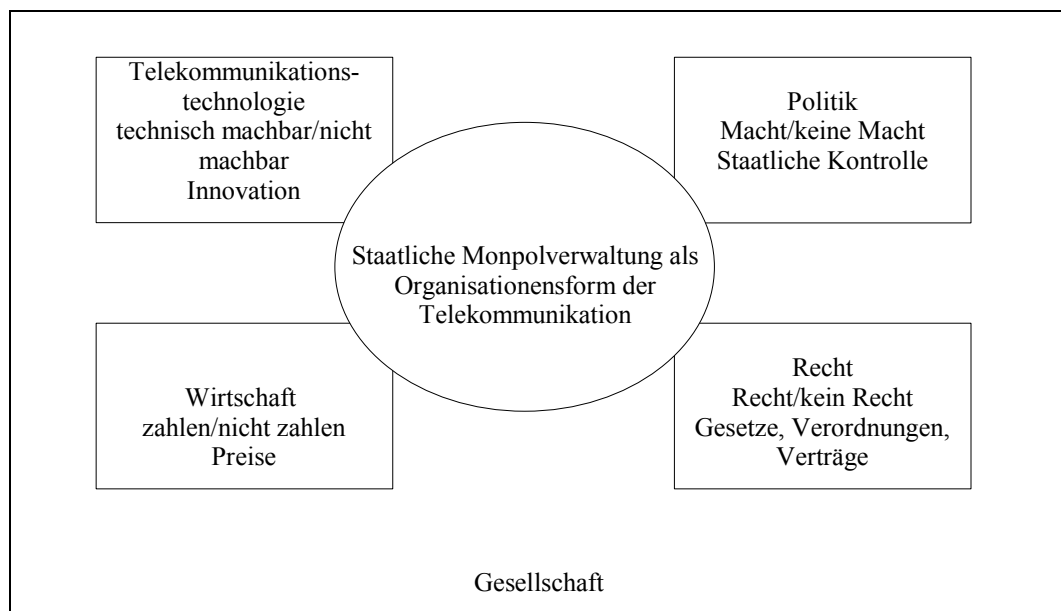 Telekommunikations-
technologie
technisch machbar/nicht
machbar
Innovation
Politik
Macht/keine Macht
Staatliche Kontrolle
Staatliche Monpolverwaltung als
Organisationensform der
Telekommunikation
Wirtschaft
zahlen/nicht zahlen
Preise
Recht
Recht/kein Recht
Gesetze, Verordnungen,
Verträge
Gesellschaft